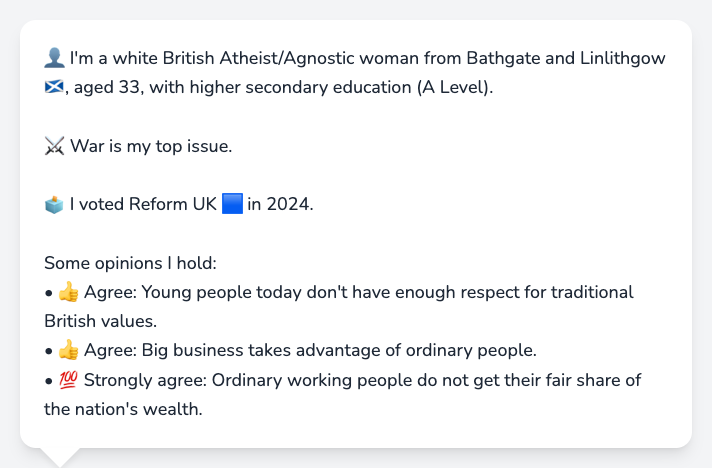 👤 I'm a white British Atheist/Agnostic woman from Bathgate and Linlithgow
🏴󠁧󠁢󠁳󠁣󠁴󠁿, aged 33, with higher secondary education (A Level).
⚔️ War is my top issue.
🗳️ I voted Reform UK 🟦 in 2024.
Some opinions I hold:
• 👍 Agree: Young people today don't have enough respect for traditional
British values.
• 👍 Agree: Big business takes advantage of ordinary people.
• 💯 Strongly agree: Ordinary working people do not get their fair share of
the nation's wealth.